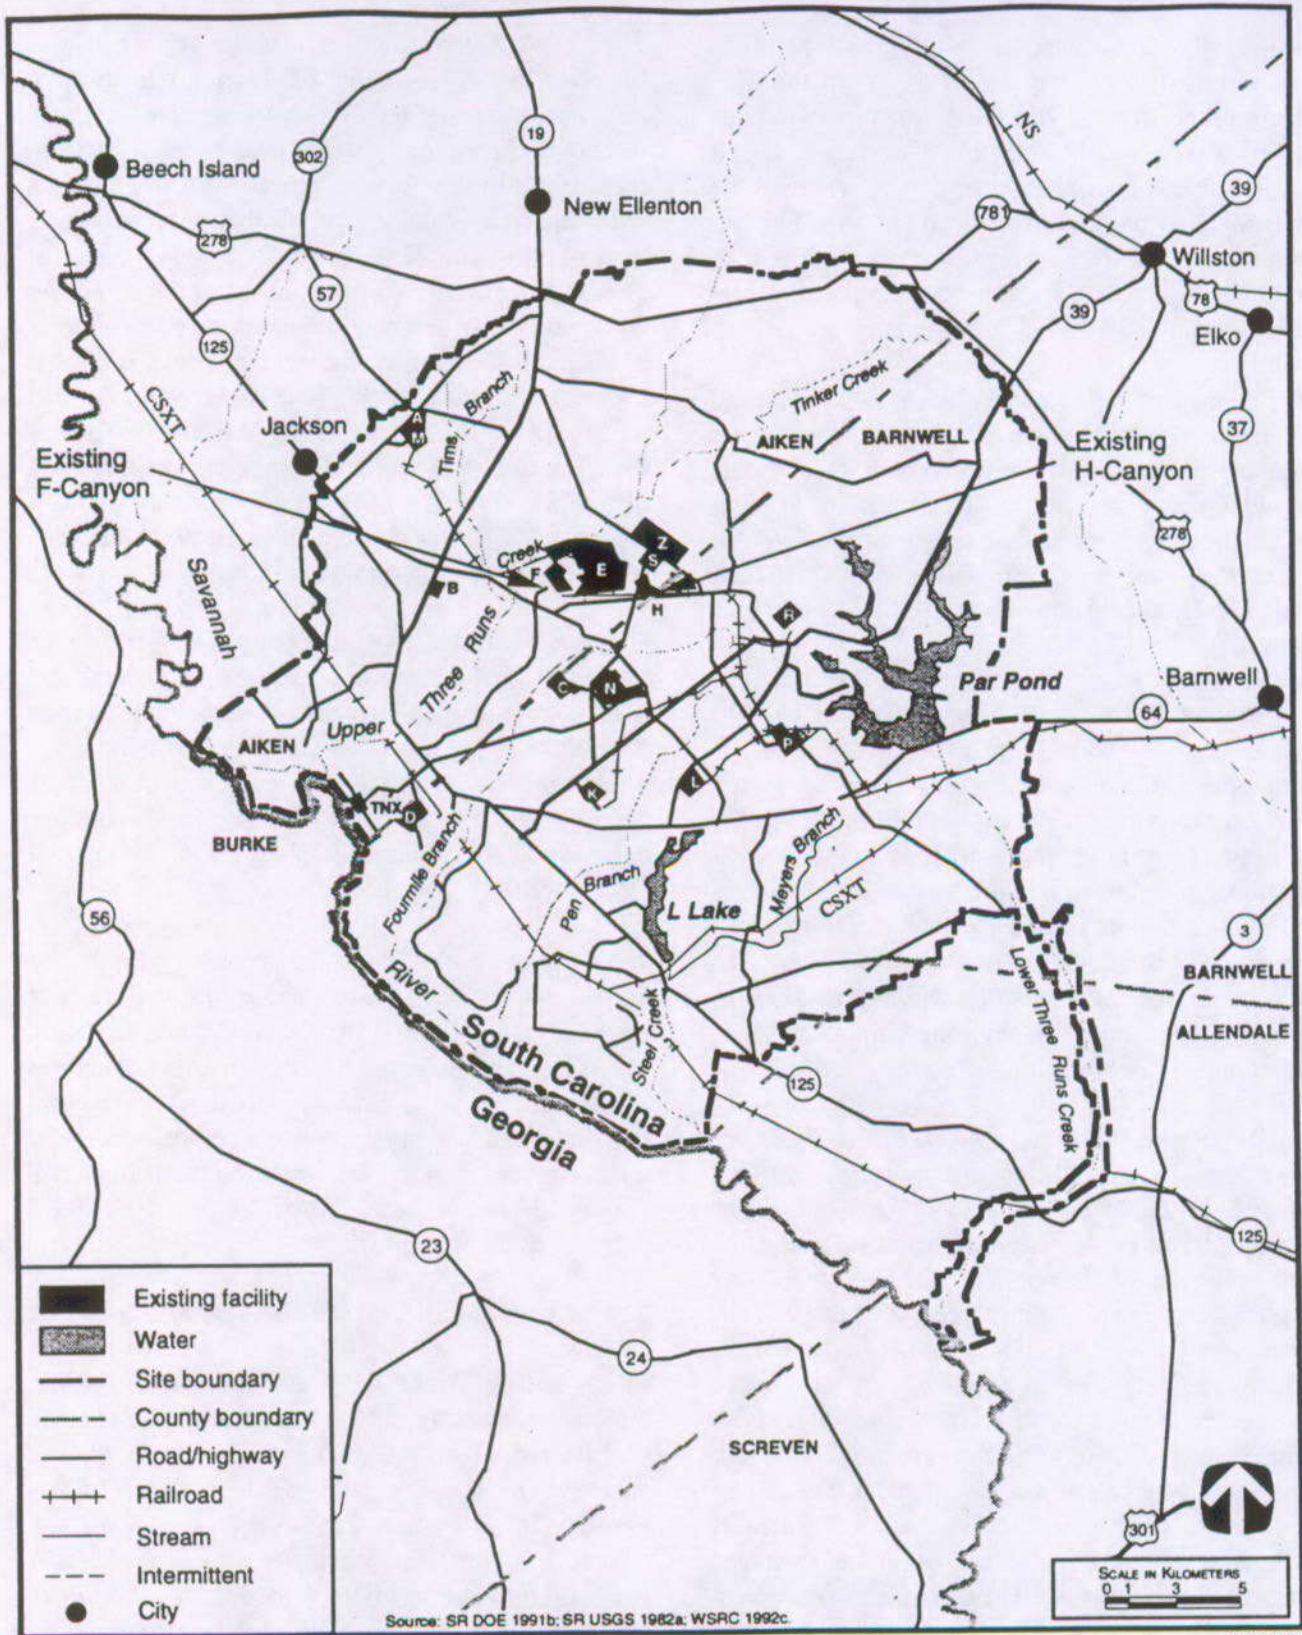 NS
302
19
39
Beech Island
New Ellenton
781
278
Willston
57
78
39
Elko
125
CSXT
Tims Branch
Tinker Creek
37
Jackson
A
M
AIKEN
BARNWELL
Existing
F-Canyon
Existing
H-Canyon
278
Creek
Z
S
F
E
B
H
R
Savannah
Three Runs
C
N
Par Pond
Barnwell
64
Upper
AIKEN
P
K
L
TNX
D
BURKE
Fourmile Branch
Pen Branch
Meyers Branch
L Lake
CSXT
56
3
River
BARNWELL
ALLENDALE
Lower Three Runs Creek
Steel Creek
South Carolina
Georgia
125
125
23
24
SCREVEN
301
Existing facility
Water
Site boundary
County boundary
Road/highway
Railroad
Stream
Intermittent
City
SCALE IN KILOMETERS
0 1 3 5
Source: SR DOE 1991b; SR USGS 1982a; WSRC 1992c.